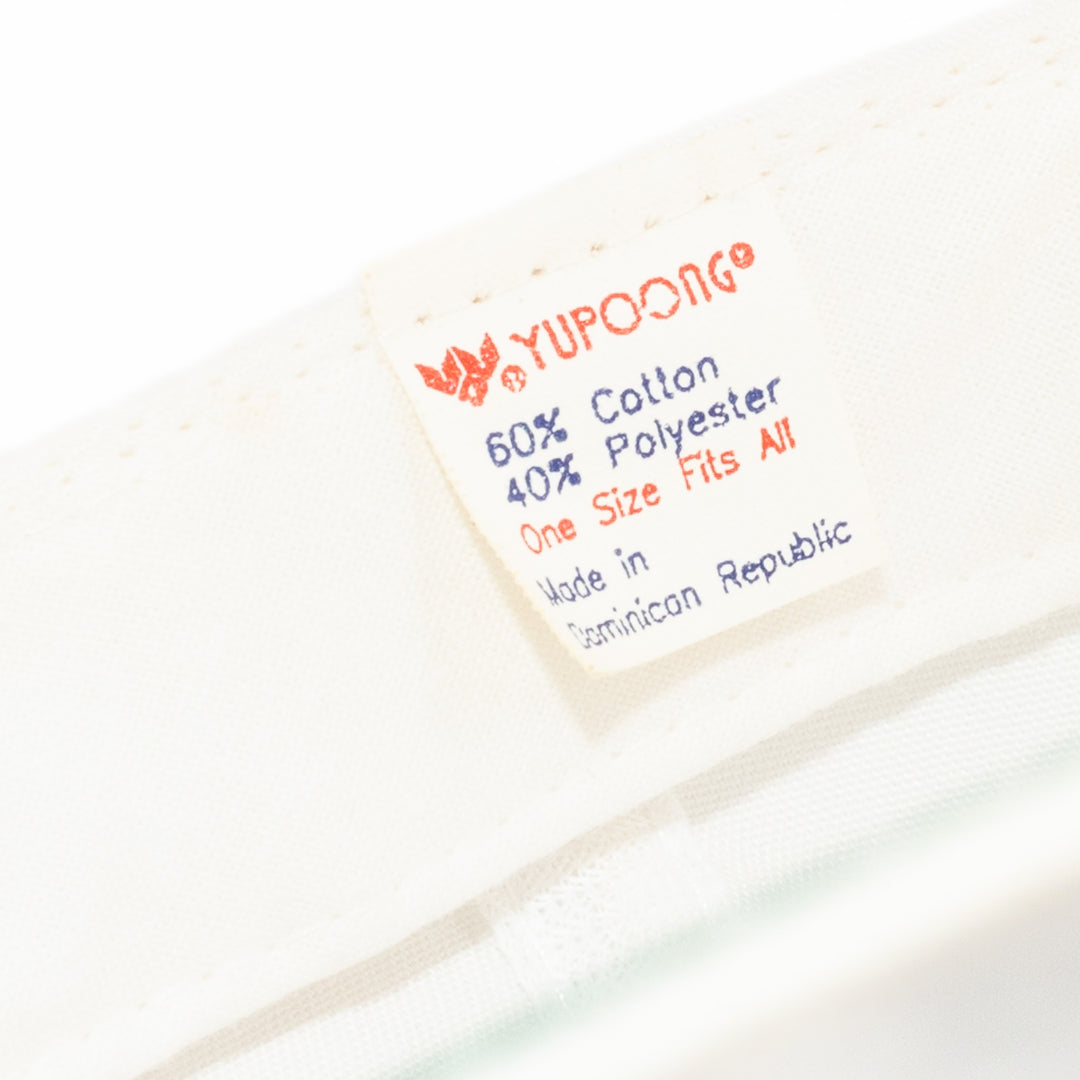 YUPOONG®
60% Cotton
40% Polyester
One Size Fits All
Made in
Dominican Republic